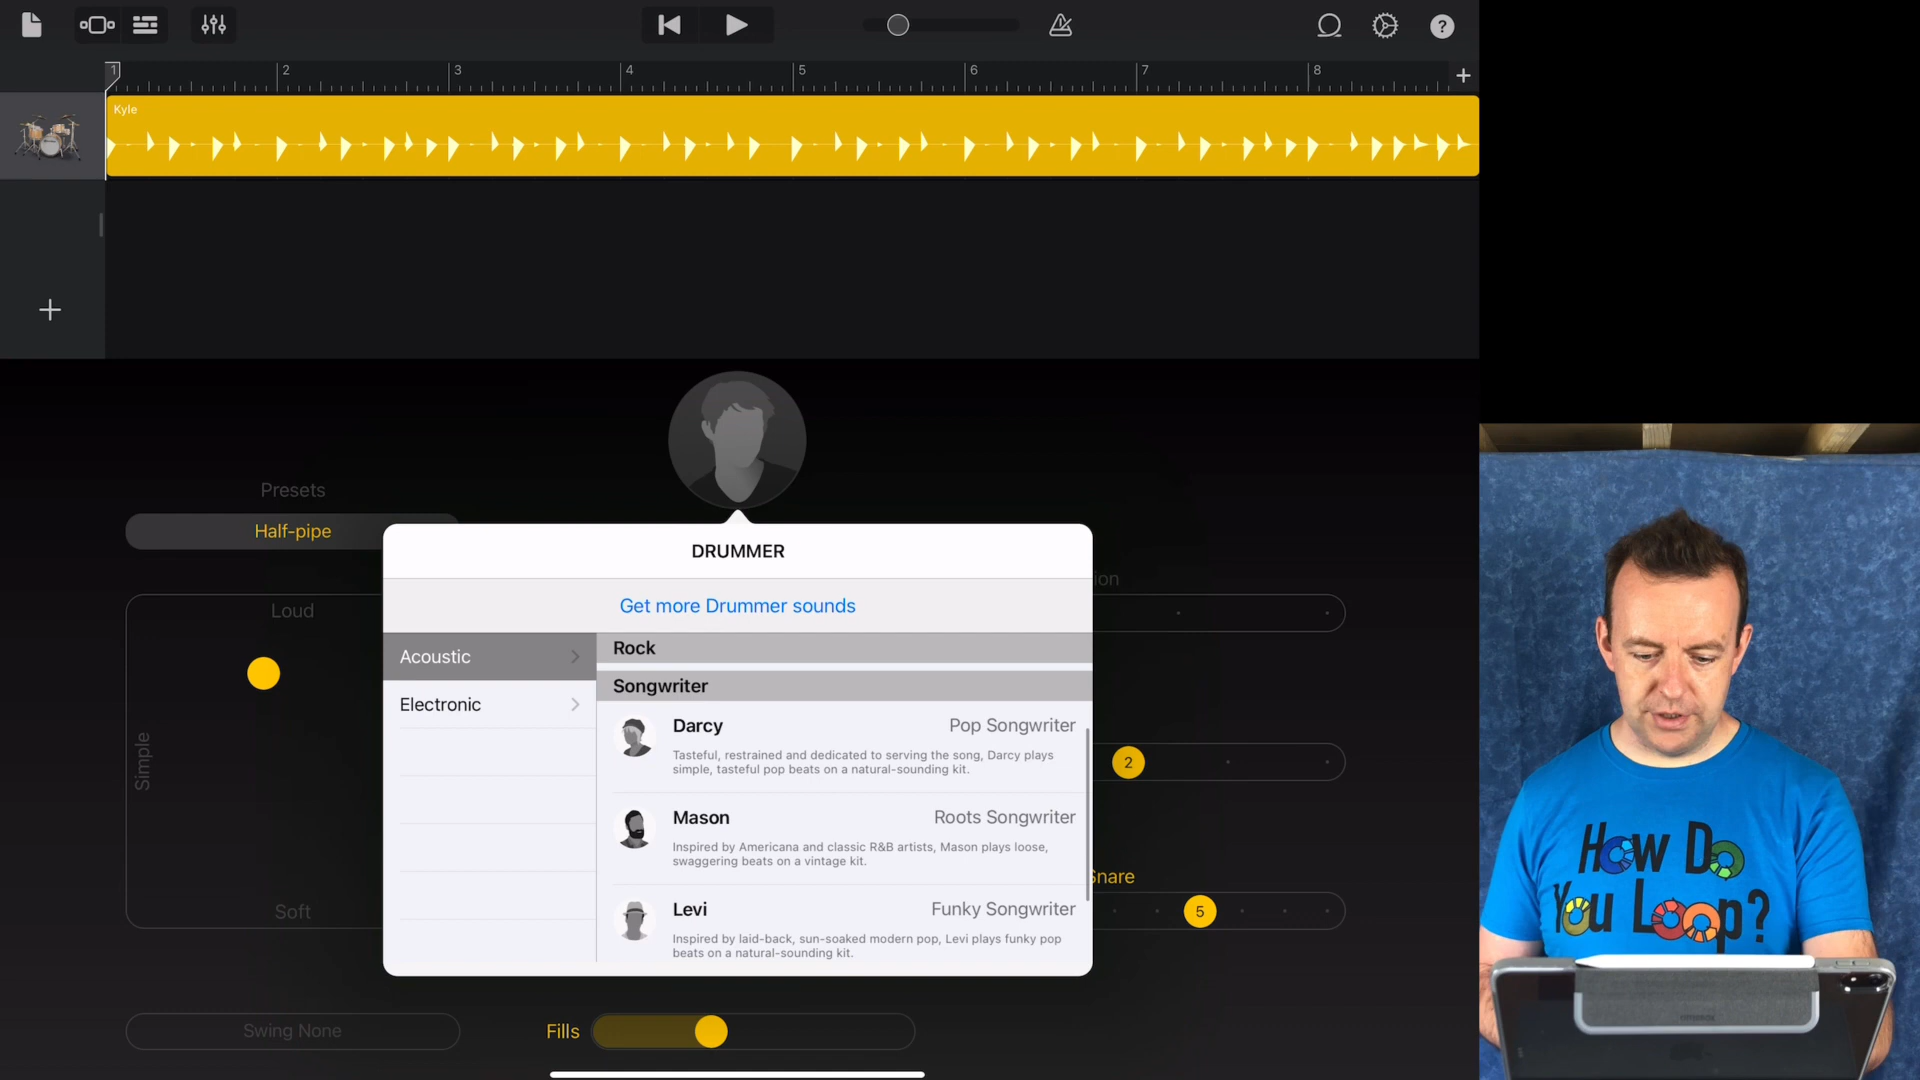 1 2 3 4 5 6 7 8
Kyle
Presets
Half-pipe
DRUMMER
Get more Drummer sounds
Loud
ion
Acoustic
Rock
Songwriter
Electronic
Darcy Pop Songwriter
Tasteful, restrained and dedicated to serving the song, Darcy plays
simple, tasteful pop beats on a natural-sounding kit.
Simple
2
Mason Roots Songwriter
Inspired by Americana and classic R&B artists, Mason plays loose,
swaggering beats on a vintage kit.
Snare
Soft
5
Levi Funky Songwriter
Inspired by laid-back, sun-soaked modern pop, Levi plays funky pop
beats on a natural-sounding kit.
Swing None
Fills
?
How Do
You Loop?